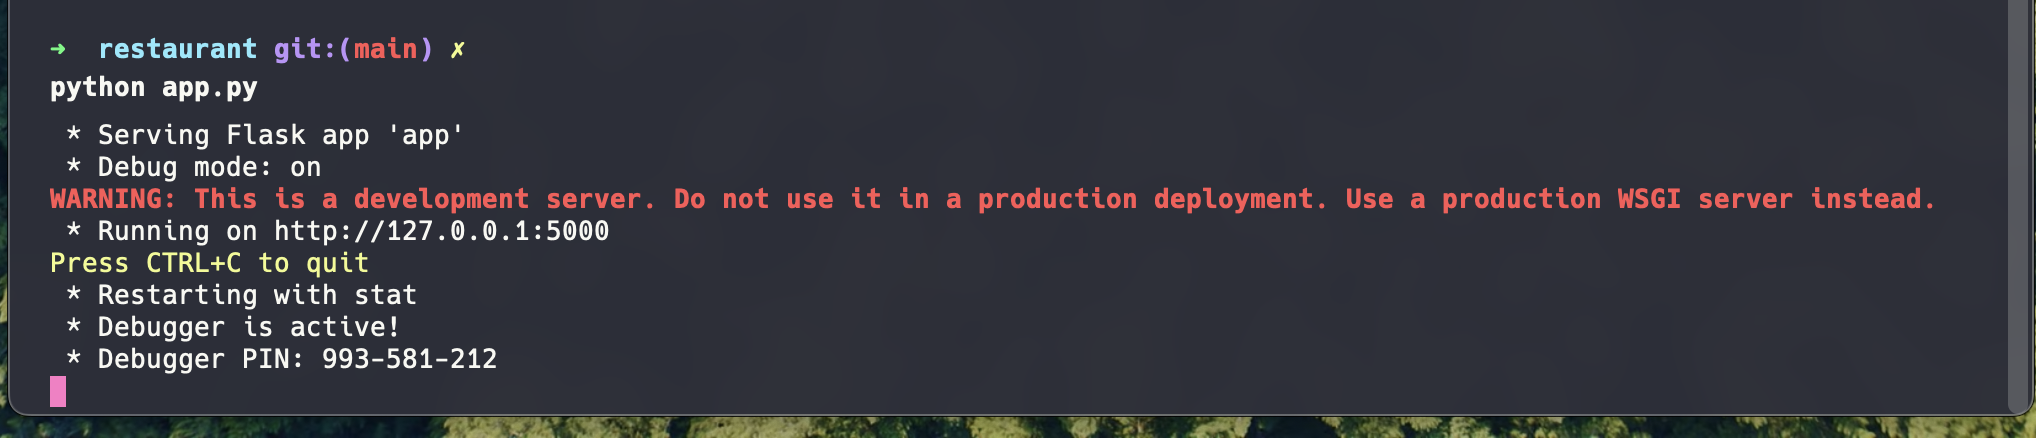 ➜  restaurant git:(main) ✗
python app.py
 * Serving Flask app 'app'
 * Debug mode: on
WARNING: This is a development server. Do not use it in a production deployment. Use a production WSGI server instead.
 * Running on http://127.0.0.1:5000
Press CTRL+C to quit
 * Restarting with stat
 * Debugger is active!
 * Debugger PIN: 993-581-212